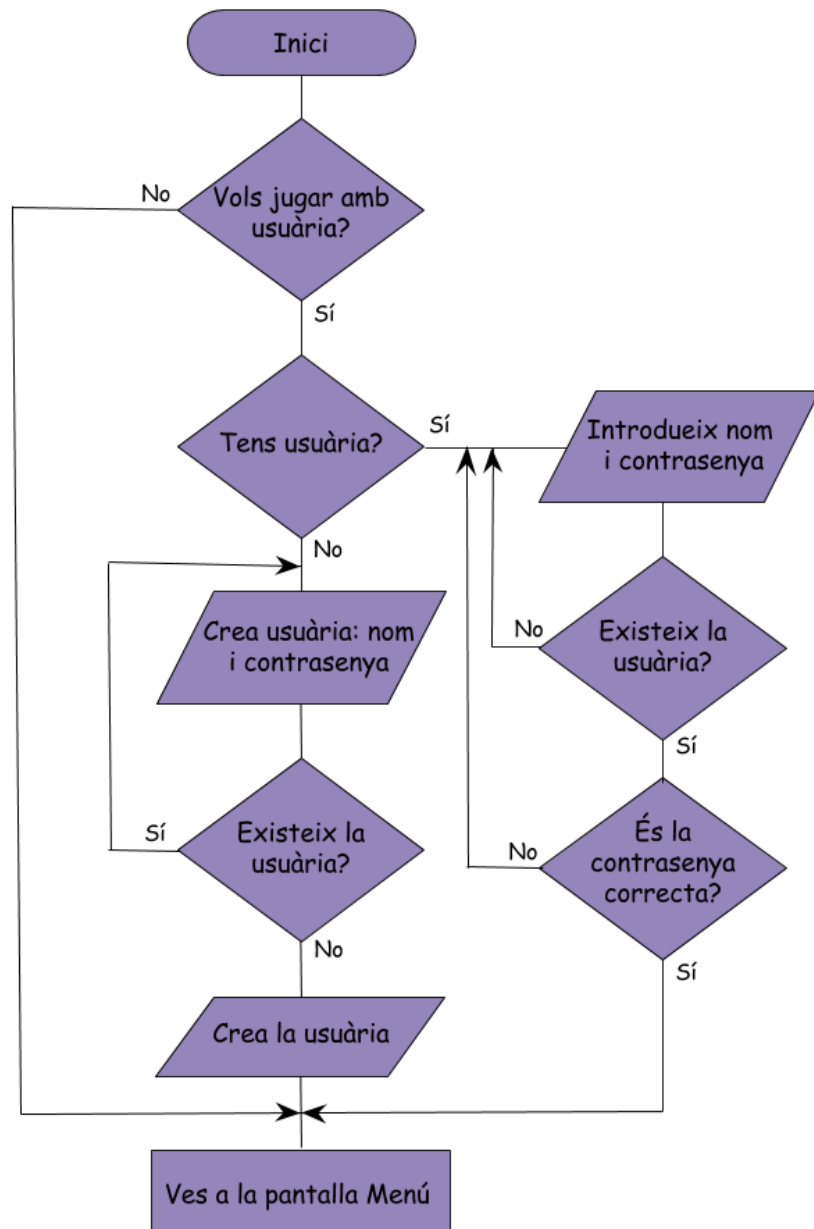 Inici
No
Vols jugar amb
usuària?
Sí
Tens usuària?
Sí
Introdueix nom
i contrasenya
No
Crea usuària: nom
i contrasenya
No
Existeix la
usuària?
Sí
Sí
Existeix la
usuària?
No
És la
contrasenya
correcta?
No
Sí
Crea la usuària
Ves a la pantalla Menú